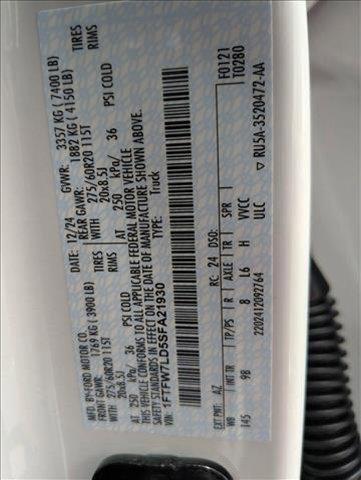 MFD. BY FORD MOTOR CO.
DATE: 12/24 GVWR: 3357 KG (7400 LB)
FRONT GAWR: 1769 KG (3900 LB) REAR GAWR: 1882 KG (4150 LB)
WITH 275/60R20 115T WITH 275/60R20 115T TIRES
20x8.5J 20x8.5J RIMS
AT 250 kPa/ 36 PSI COLD AT 250 kPa/ 36 PSI COLD
THIS VEHICLE CONFORMS TO ALL APPLICABLE FEDERAL MOTOR VEHICLE
SAFETY STANDARDS IN EFFECT ON THE DATE OF MANUFACTURE SHOWN ABOVE.
VIN: 1FTFW7LD5SFA21930
TYPE: Truck
F0121
T0280
EXT PNT: AZ RC: 24 DSO:
WB INT TR TP/PS R AXLE TR SPR
145 98 8 L6 H VVCC
2202412092764 ULC
▽ RU5A-3520472-AA
TIRES
RIMS